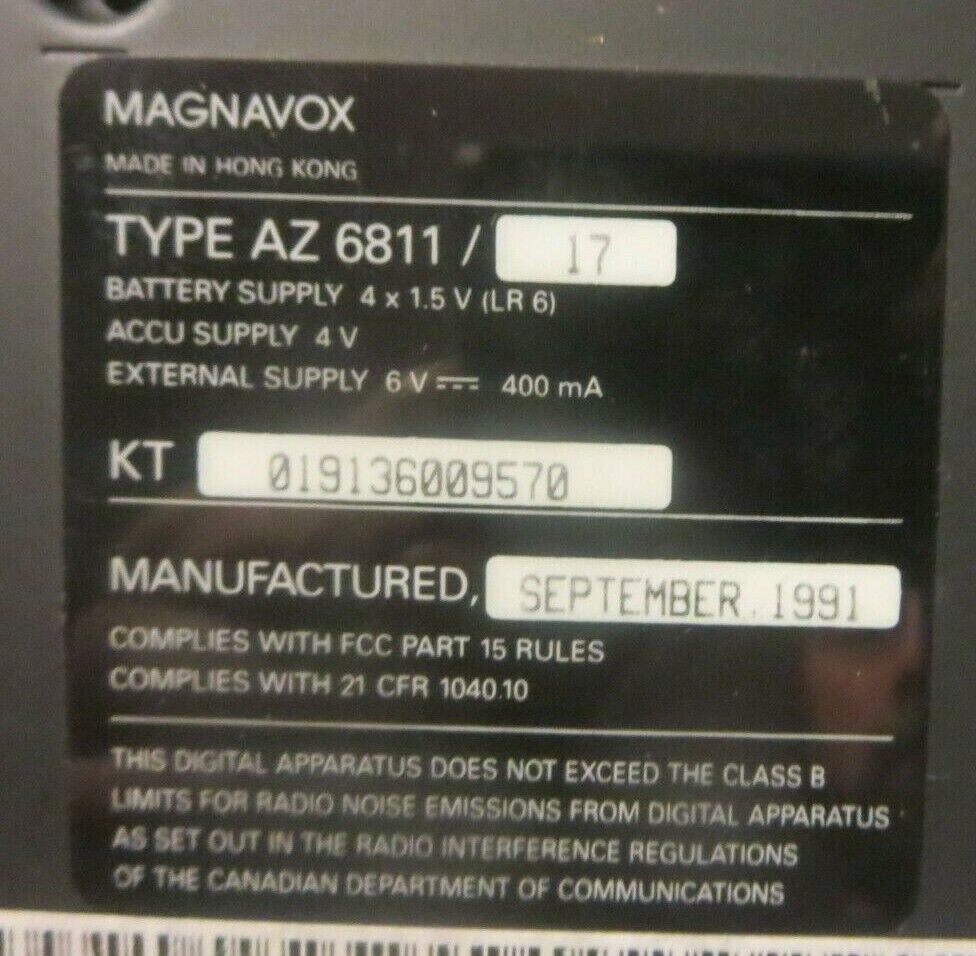 MAGNAVOX
MADE IN HONG KONG
TYPE AZ 6811 / 17
BATTERY SUPPLY 4 x 1.5 V (LR 6)
ACCU SUPPLY 4 V
EXTERNAL SUPPLY 6 V ⎓ 400 mA
KT 019136009570
MANUFACTURED, SEPTEMBER.1991
COMPLIES WITH FCC PART 15 RULES
COMPLIES WITH 21 CFR 1040.10
THIS DIGITAL APPARATUS DOES NOT EXCEED THE CLASS B
LIMITS FOR RADIO NOISE EMISSIONS FROM DIGITAL APPARATUS
AS SET OUT IN THE RADIO INTERFERENCE REGULATIONS
OF THE CANADIAN DEPARTMENT OF COMMUNICATIONS